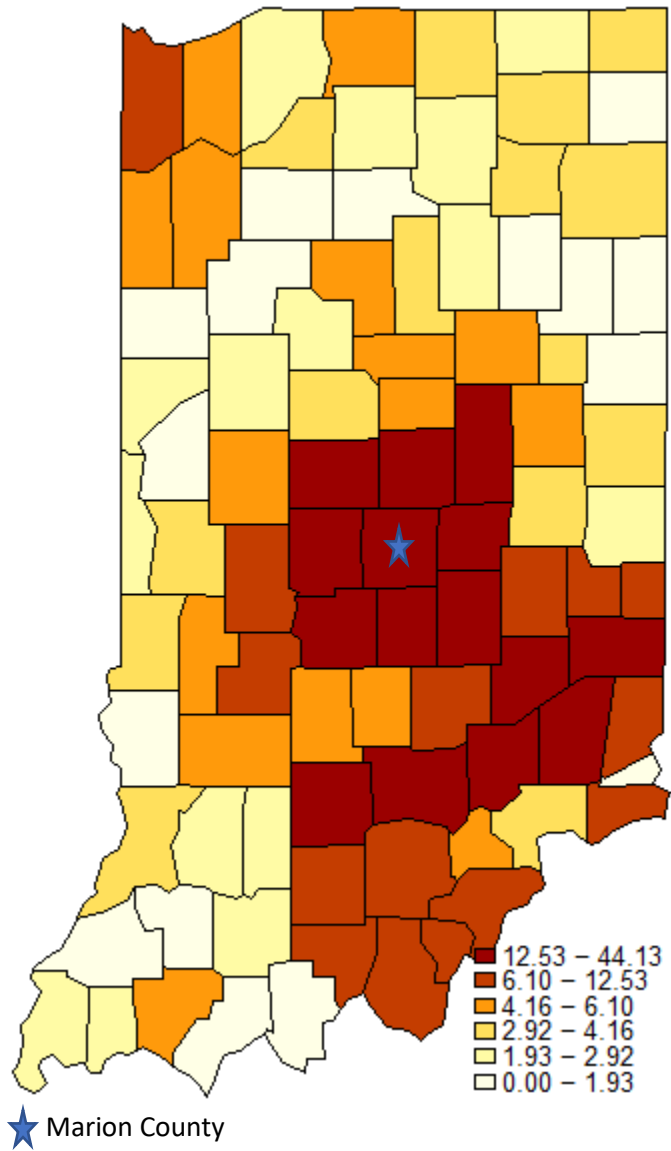 12.53 – 44.13
6.10 – 12.53
4.16 – 6.10
2.92 – 4.16
1.93 – 2.92
0.00 – 1.93
Marion County